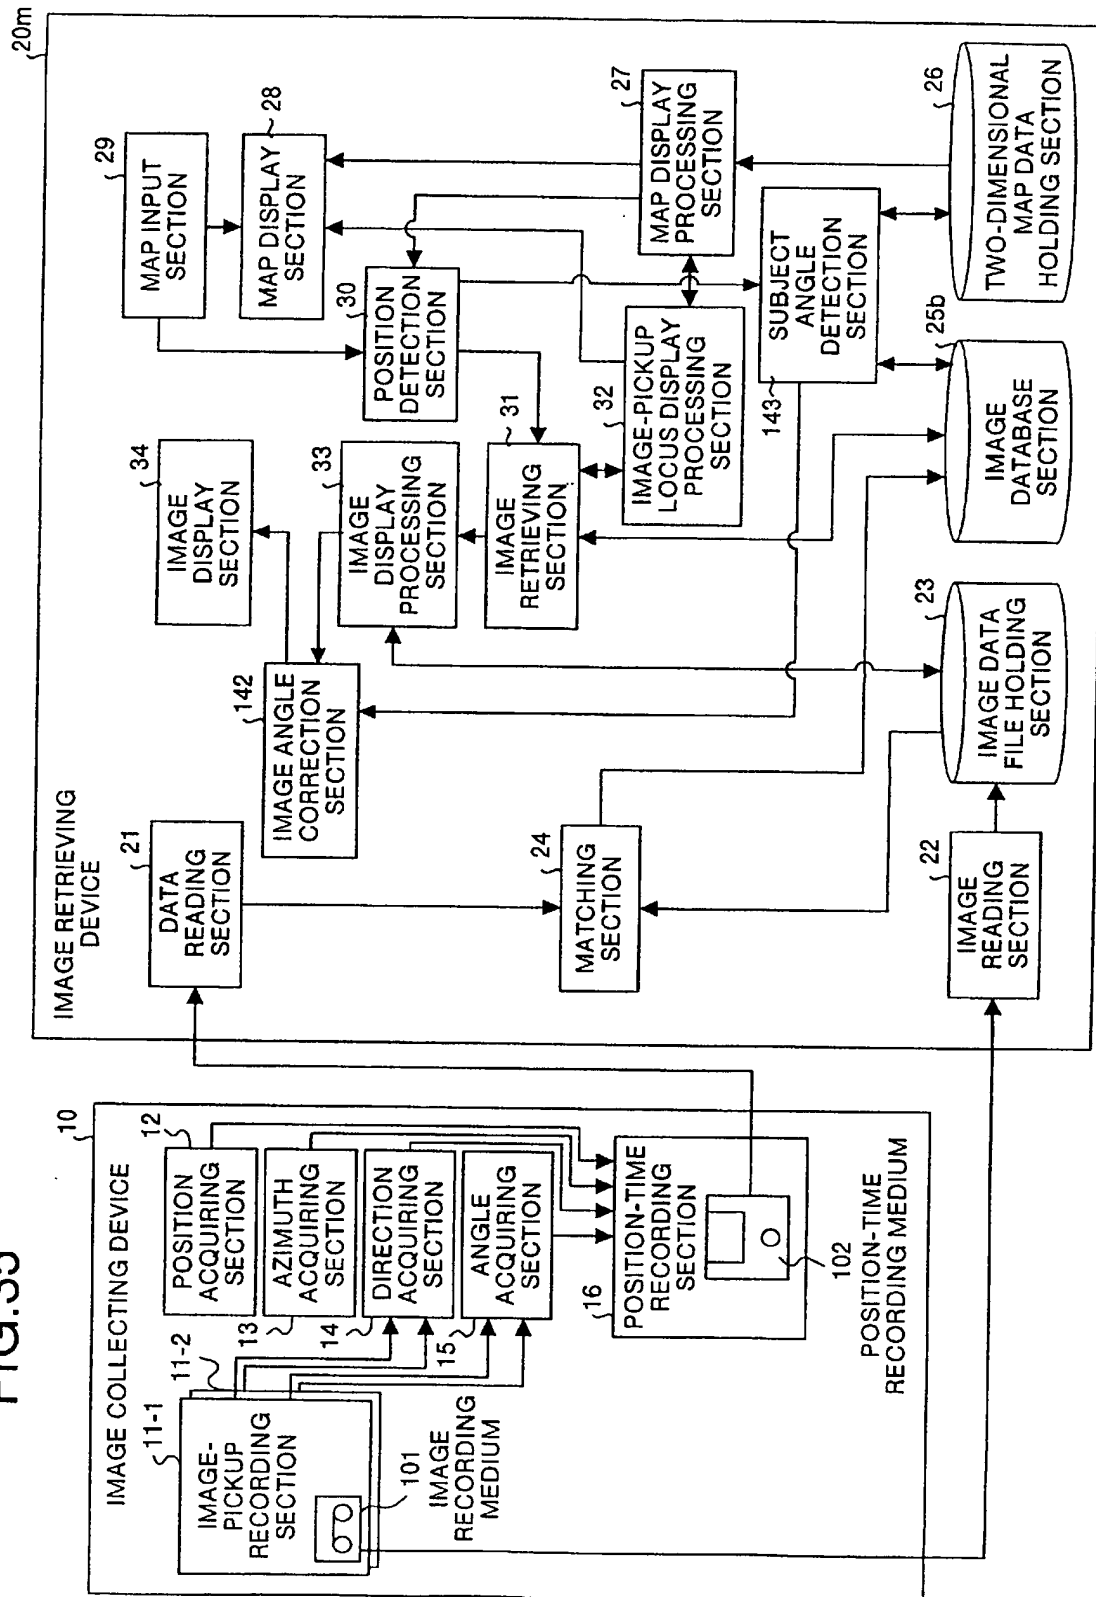 FIG.35
10
IMAGE COLLECTING DEVICE
11-1
11-2
IMAGE-
PICKUP
RECORDING
SECTION
101
IMAGE
RECORDING
MEDIUM
12
POSITION
ACQUIRING
SECTION
13
AZIMUTH
ACQUIRING
SECTION
14
DIRECTION
ACQUIRING
SECTION
15
ANGLE
ACQUIRING
SECTION
16
POSITION-TIME
RECORDING
SECTION
102
POSITION-TIME
RECORDING MEDIUM
20m
IMAGE RETRIEVING
DEVICE
21
DATA
READING
SECTION
142
IMAGE ANGLE
CORRECTION
SECTION
34
IMAGE
DISPLAY
SECTION
29
MAP INPUT
SECTION
28
MAP DISPLAY
SECTION
30
POSITION
DETECTION
SECTION
33
IMAGE
DISPLAY
PROCESSING
SECTION
31
IMAGE
RETRIEVING
SECTION
24
MATCHING
SECTION
32
IMAGE-PICKUP
LOCUS DISPLAY
PROCESSING
SECTION
27
MAP DISPLAY
PROCESSING
SECTION
143
SUBJECT
ANGLE
DETECTION
SECTION
22
IMAGE
READING
SECTION
23
IMAGE DATA
FILE HOLDING
SECTION
25b
IMAGE
DATABASE
SECTION
26
TWO-DIMENSIONAL
MAP DATA
HOLDING SECTION